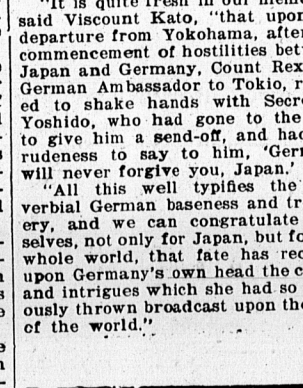 "It is quite fresh in our
said Viscount Kato, "that upon
departure from Yokohama, after
commencement of hostilities bet
Japan and Germany, Count Rex
German Ambassador to Tokio, r
ed to shake hands with Secr
Yoshido, who had gone to the
to give him a send-off, and had
rudeness to say to him, 'Ger
will never forgive you, Japan.'
"All this well typifies the
verbial German baseness and tr
ery, and we can congratulate
selves, not only for Japan, but fo
whole world, that fate has rec
upon Germany's own head the c
and intrigues which she had so
ously thrown broadcast upon the
of the world."